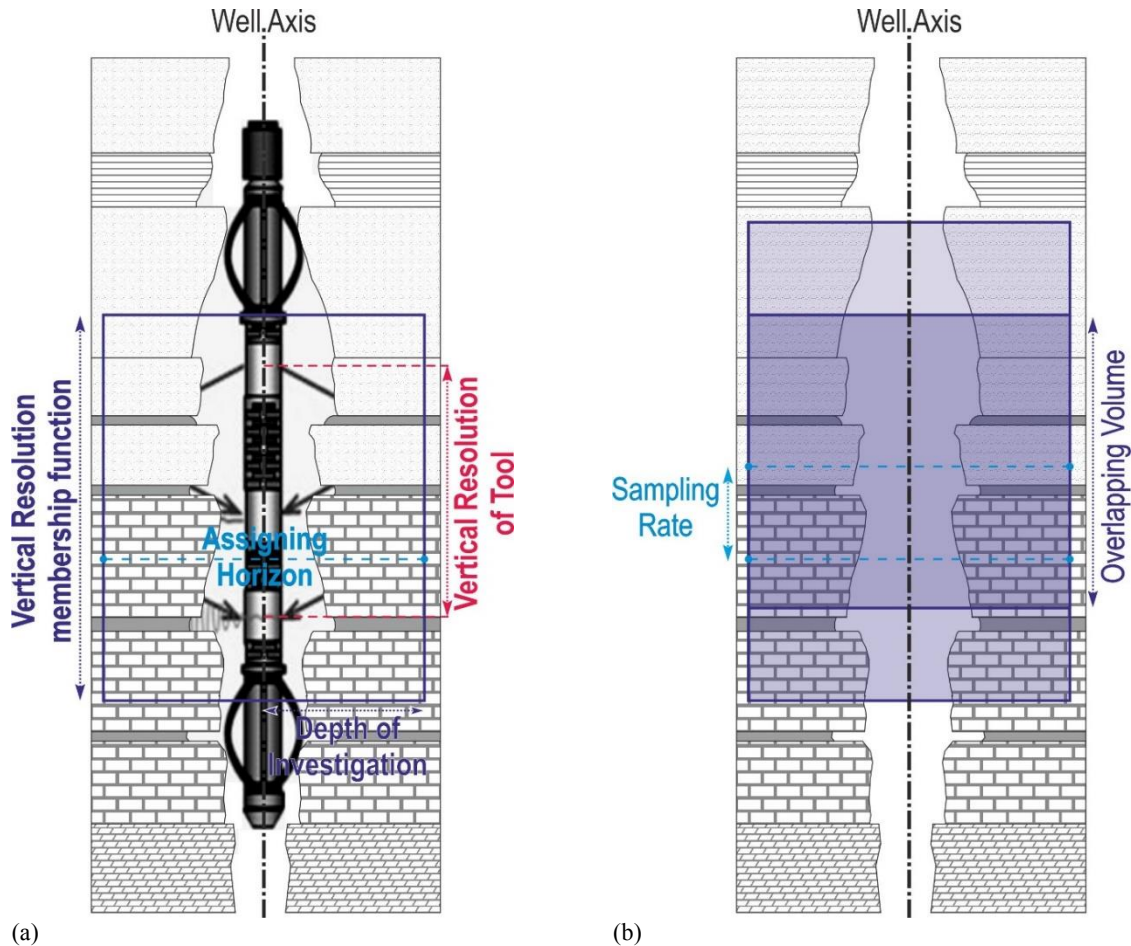 Well.Axis
Vertical Resolution
membership function
Assigning
Horizon
Vertical Resolution
of Tool
Depth of
Investigation
(a)
Well.Axis
Sampling
Rate
Overlapping Volume
(b)